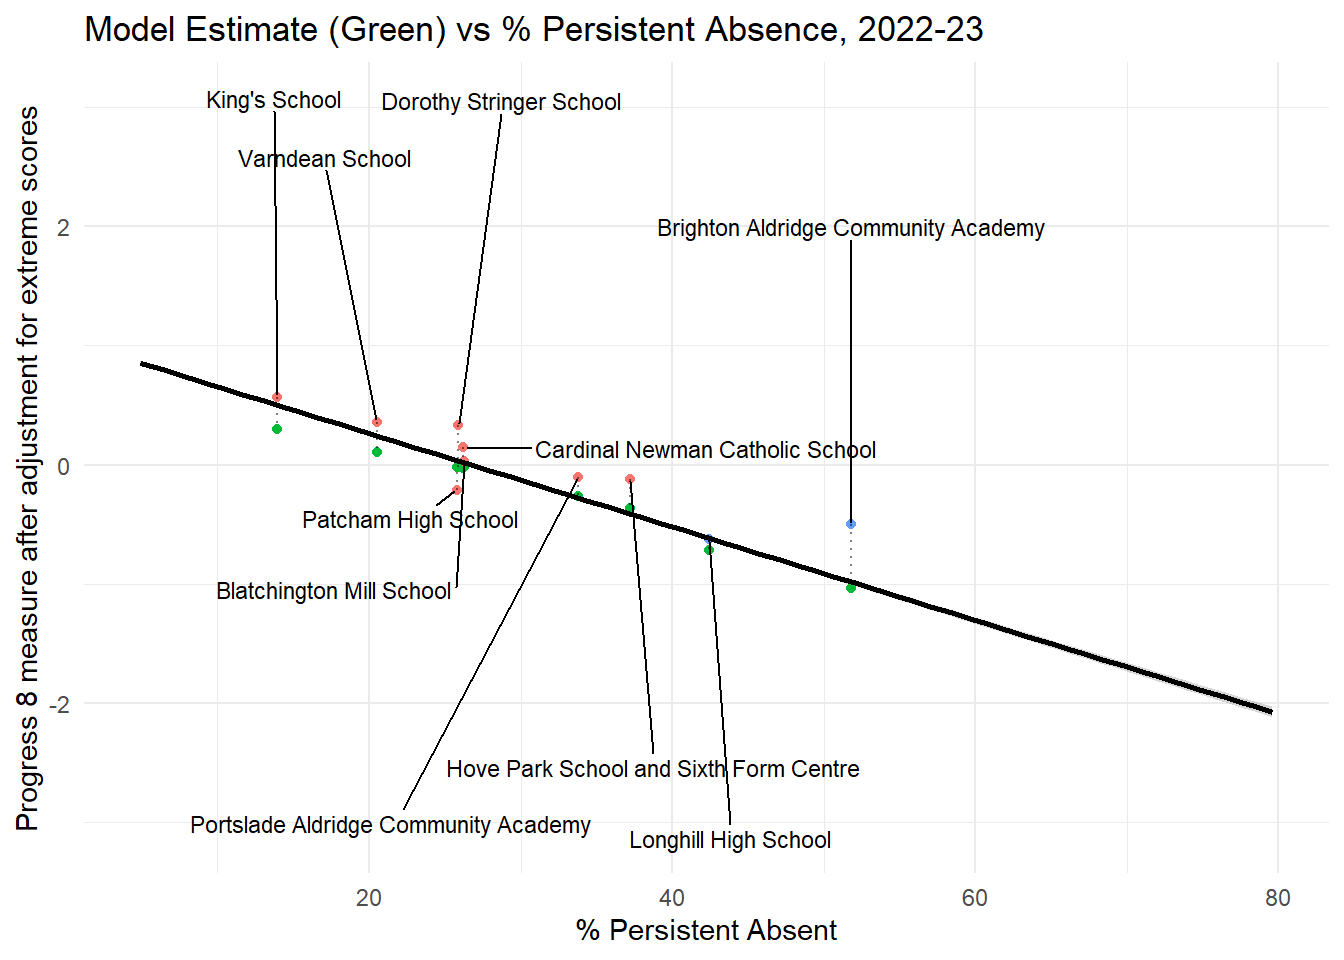 Model Estimate (Green) vs % Persistent Absence, 2022-23
Progress 8 measure after adjustment for extreme scores
King's School
Dorothy Stringer School
Varndean School
Brighton Aldridge Community Academy
Cardinal Newman Catholic School
Patcham High School
Blatchington Mill School
Hove Park School and Sixth Form Centre
Portslade Aldridge Community Academy
Longhill High School
2
0
-2
20
40
60
80
% Persistent Absent